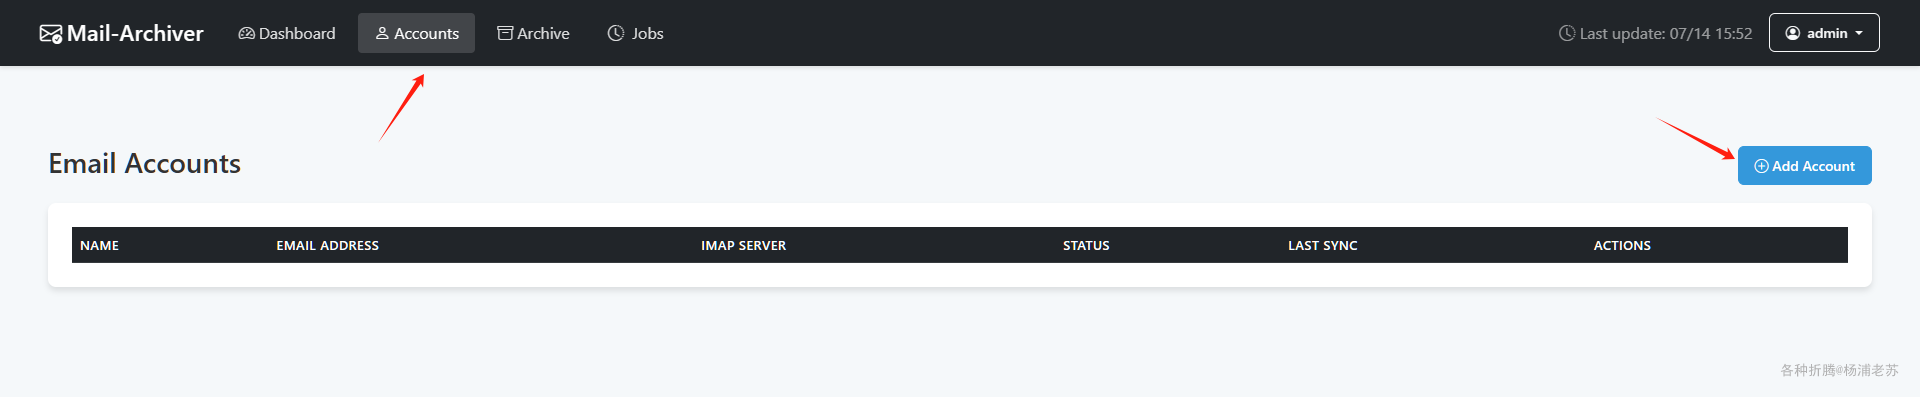 Mail-Archiver Dashboard Accounts Archive Jobs Last update: 07/14 15:52 admin
Email Accounts
Add Account
NAME EMAIL ADDRESS IMAP SERVER STATUS LAST SYNC ACTIONS
各种折腾@杨浦老苏